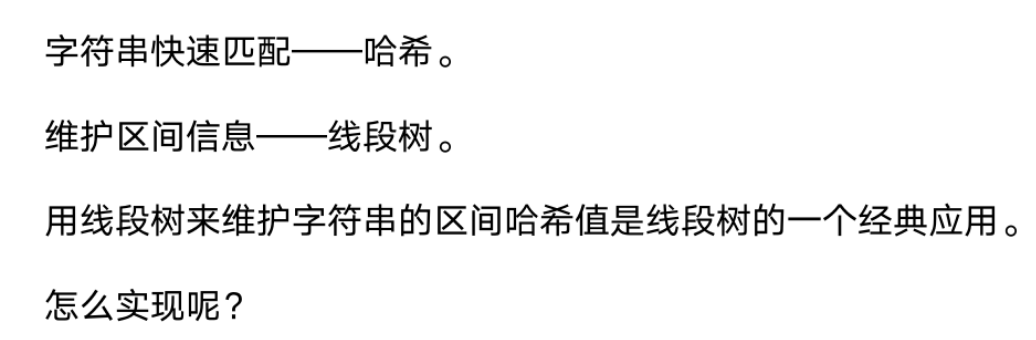 字符串快速匹配——哈希。
维护区间信息——线段树。
用线段树来维护字符串的区间哈希值是线段树的一个经典应用。
怎么实现呢？